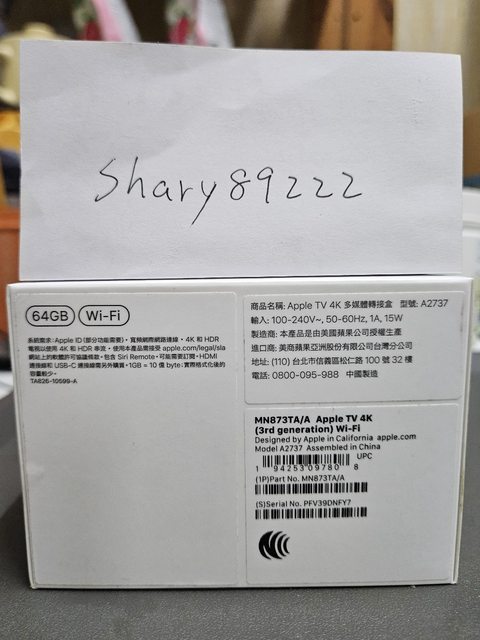 Shary89222
64GB Wi-Fi
系統需求：Apple ID (部分功能需要)，寬頻網際網路連線，4K 和 HDR
電視以使用 4K 和 HDR 串流。使用本產品需接受 apple.com/legal/sla
網站上的軟體許可協議條款。包含 Siri Remote。可能需要訂閱。HDMI
連接線和 USB-C 連接線需另外購買。1GB = 10 億 byte；實際格式化後的
容量較少。
TA626-10599-A
商品名稱: Apple TV 4K 多媒體轉接盒 型號: A2737
輸入: 100-240V~, 50-60Hz, 1A, 15W
製造商: 本產品是由美國蘋果公司授權生產
進口商: 美商蘋果亞洲股份有限公司台灣分公司
地址: (110) 台北市信義區松仁路 100 號 32 樓
電話: 0800-095-988 中國製造
MN873TA/A Apple TV 4K
(3rd generation) Wi-Fi
Designed by Apple in California apple.com
Model A2737 Assembled in China
UPC
1 94253 09780 8
(1P)Part No. MN873TA/A
(S)Serial No. PFV39DNFY7